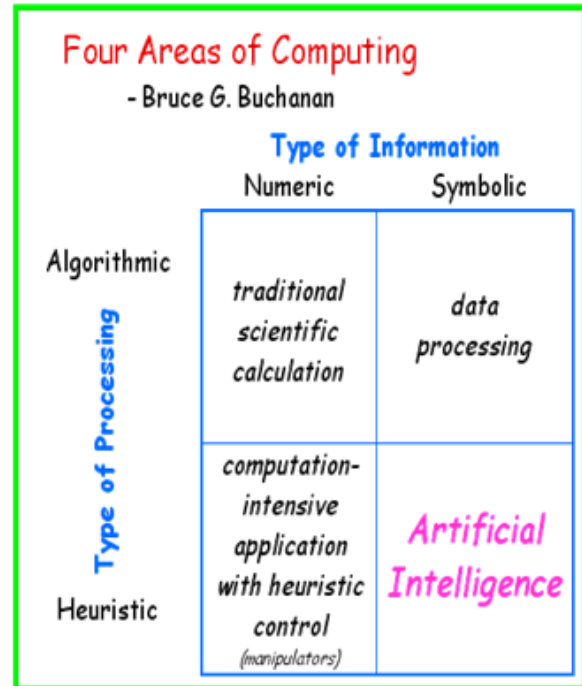 Four Areas of Computing
- Bruce G. Buchanan
Type of Information
Numeric Symbolic
Algorithmic
Type of Processing
Heuristic
traditional
scientific
calculation
data
processing
computation-
intensive
application
with heuristic
control
(manipulators)
Artificial
Intelligence